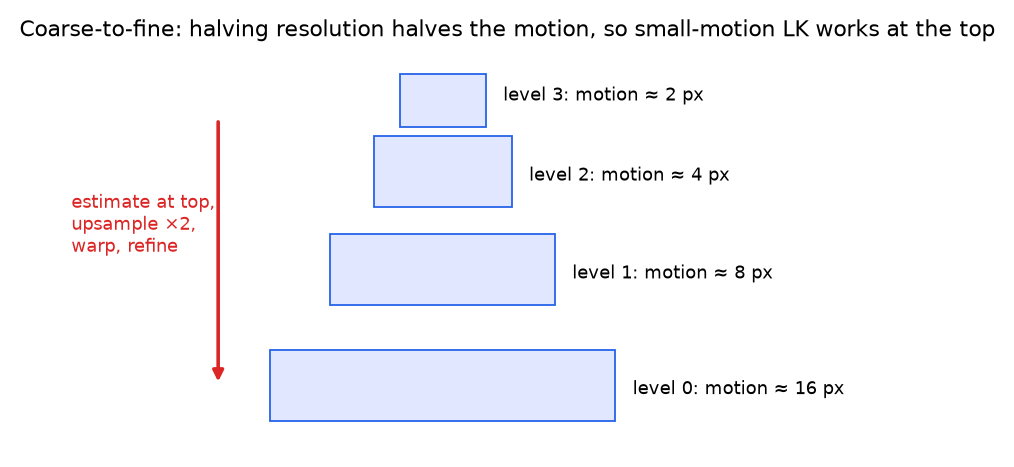 Coarse-to-fine: halving resolution halves the motion, so small-motion LK works at the top
level 3: motion ≈ 2 px
level 2: motion ≈ 4 px
estimate at top,
upsample ×2,
warp, refine
level 1: motion ≈ 8 px
level 0: motion ≈ 16 px